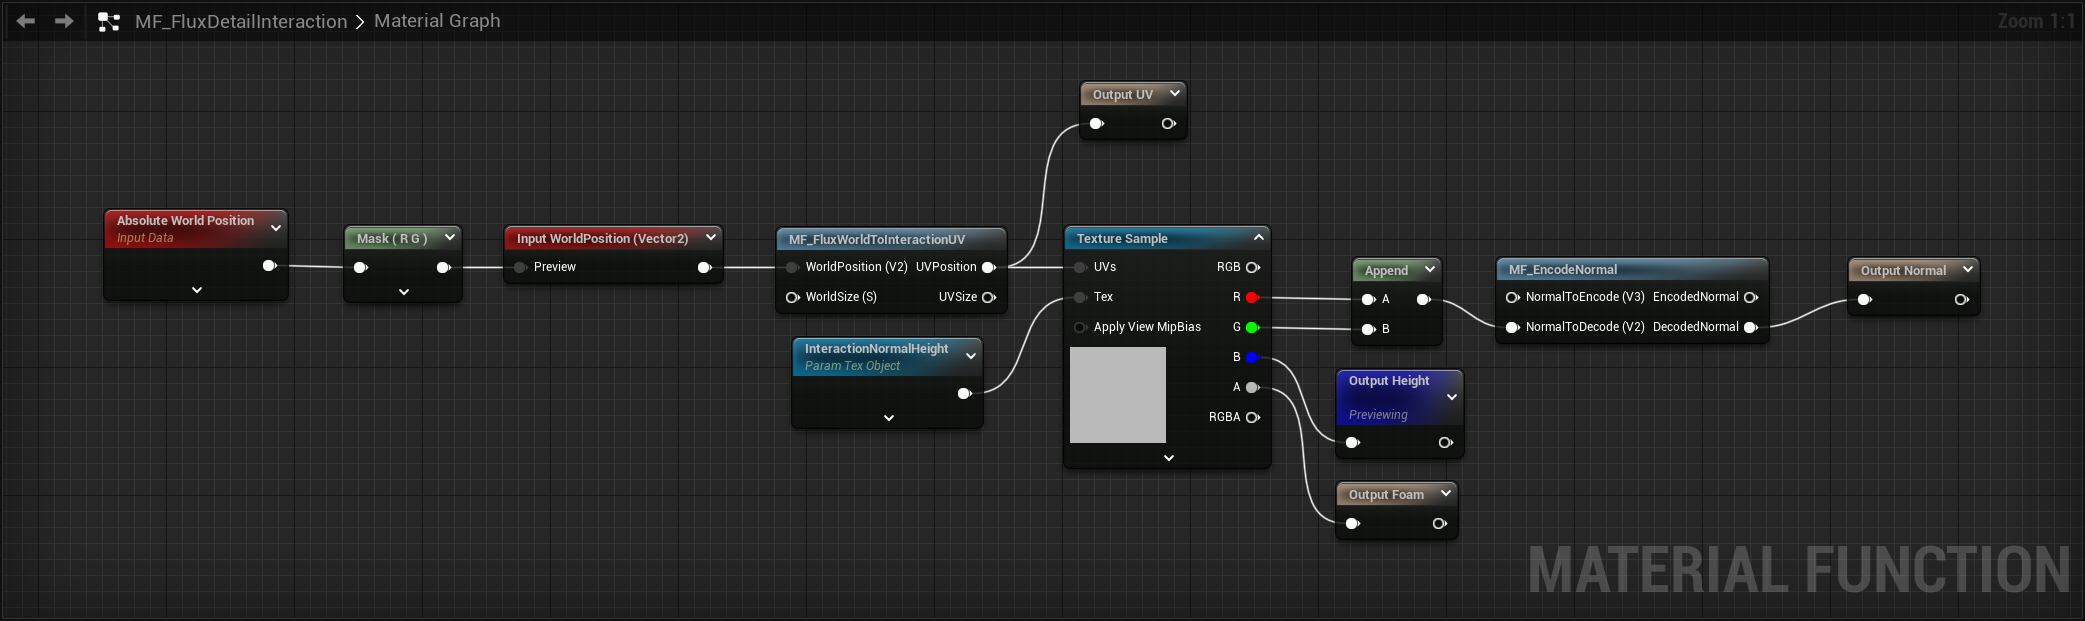 MF_FluxDetailInteraction > Material Graph
Zoom 1:1
Output UV
Absolute World Position
Input Data
Mask ( R G )
Input WorldPosition (Vector2)
Preview
MF_FluxWorldToInteractionUV
WorldPosition (V2) UVPosition
WorldSize (S) UVSize
InteractionNormalHeight
Param Tex Object
Texture Sample
UVs RGB
Tex R
Apply View MipBias G
B
A
RGBA
Append
A
B
MF_EncodeNormal
NormalToEncode (V3) EncodedNormal
NormalToDecode (V2) DecodedNormal
Output Normal
Output Height
Previewing
Output Foam
MATERIAL FUNCTION